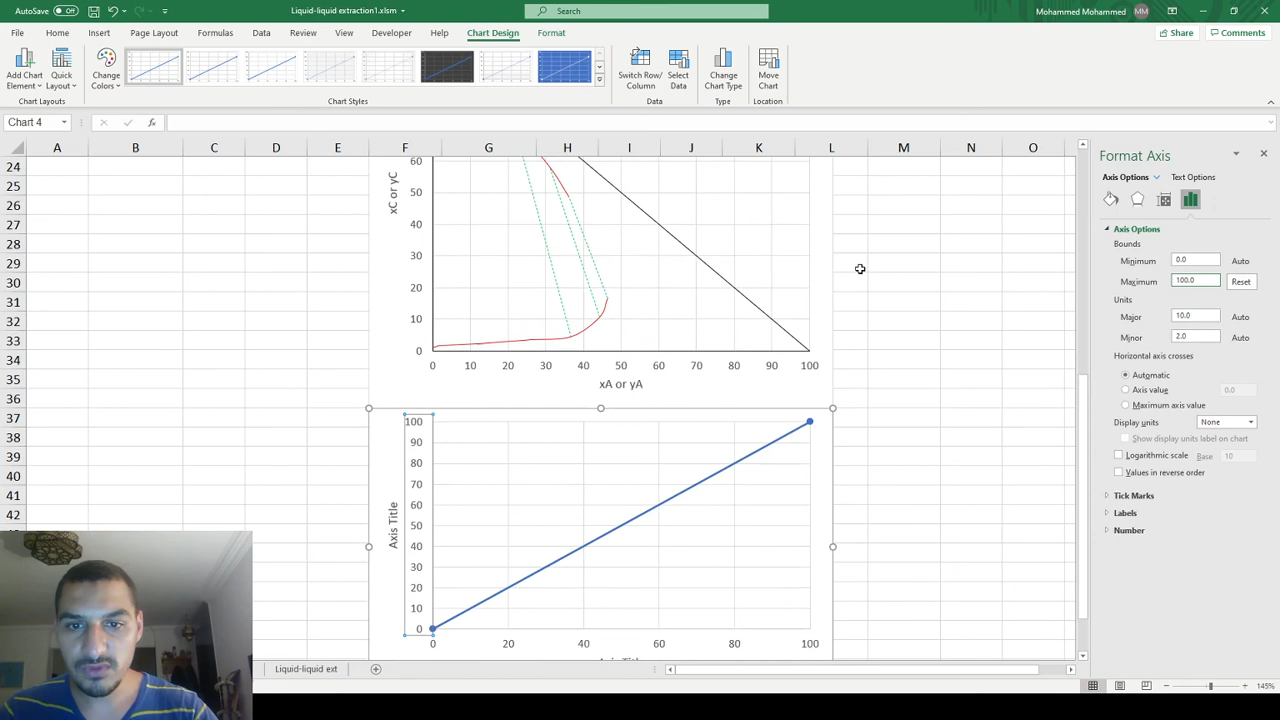 AutoSave Off Liquid-liquid extraction1.xlsm Search Mohammed Mohammed MM
File Home Insert Page Layout Formulas Data Review View Developer Help Chart Design Format Share Comments
Add Chart Element Quick Layout Change Colors Switch Row/Column Select Data Change Chart Type Move Chart
Chart Layouts Chart Styles Data Type Location
Chart 4 fx
A B C D E F G H I J K L M N O
24
25
26
27
28
29
30
31
32
33
34
35
36
37
38
39
40
41
42
xC or yC
60
50
40
30
20
10
0
0 10 20 30 40 50 60 70 80 90 100
xA or yA
Axis Title
100
90
80
70
60
50
40
30
20
10
0
0 20 40 60 80 100
Axis Title
Format Axis
Axis Options Text Options
Axis Options
Bounds
Minimum 0.0 Auto
Maximum 100.0 Reset
Units
Major 10.0 Auto
Minor 2.0 Auto
Horizontal axis crosses
Automatic
Axis value 0.0
Maximum axis value
Display units None
Show display units label on chart
Logarithmic scale Base 10
Values in reverse order
Tick Marks
Labels
Number
Liquid-liquid ext
145%